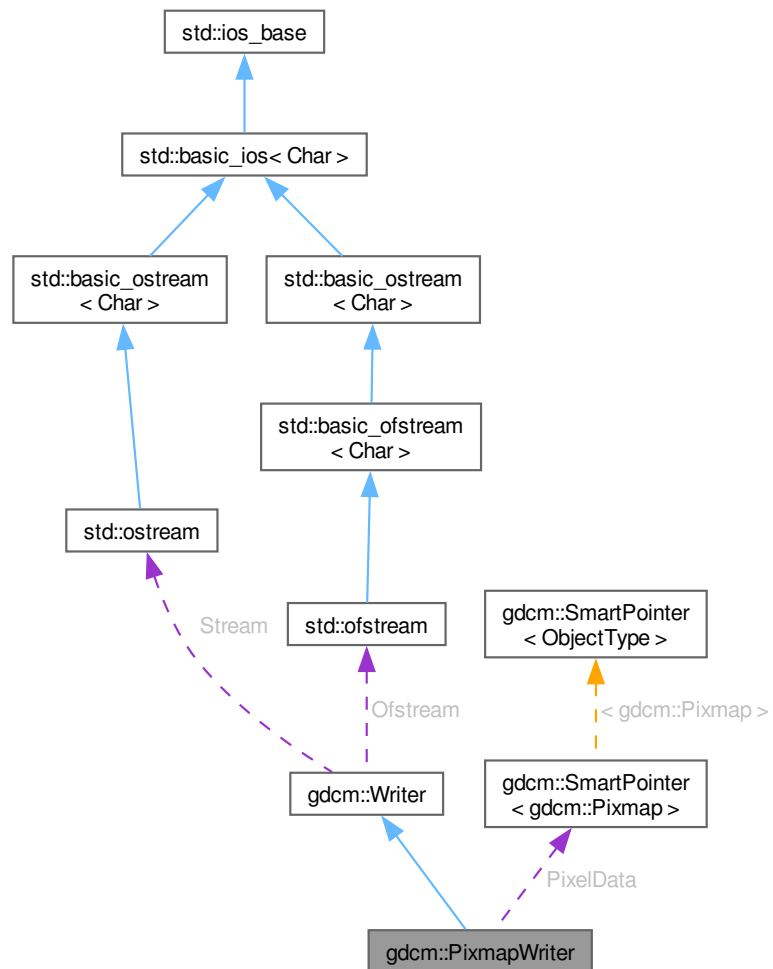 std::ios_base
std::basic_ios< Char >
std::basic_ostream
< Char >
std::basic_ostream
< Char >
std::basic_ofstream
< Char >
std::ostream
std::ofstream
gdcm::SmartPointer
< ObjectType >
Stream
Ofstream
< gdcm::Pixmap >
gdcm::Writer
gdcm::SmartPointer
< gdcm::Pixmap >
PixelData
gdcm::PixmapWriter